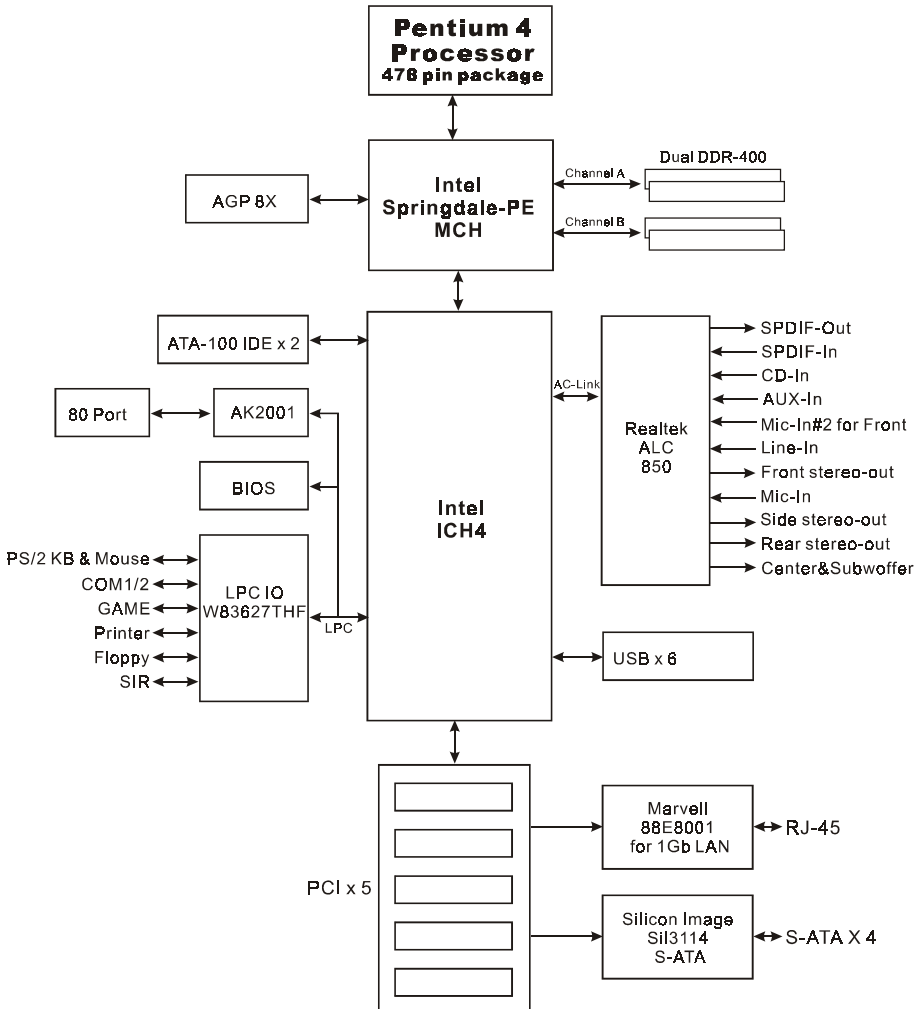 Pentium 4
Processor
478 pin package
Intel
Springdale-PE
MCH
AGP 8X
Channel A
Channel B
Dual DDR-400
ATA-100 IDE x 2
80 Port
AK2001
BIOS
PS/2 KB & Mouse
COM1/2
GAME
Printer
Floppy
SIR
LPC IO
W83627THF
LPC
Intel
ICH4
AC-Link
Realtek
ALC
850
SPDIF-Out
SPDIF-In
CD-In
AUX-In
Mic-In#2 for Front
Line-In
Front stereo-out
Mic-In
Side stereo-out
Rear stereo-out
Center&Subwoffer
USB x 6
PCI x 5
Marvell
88E8001
for 1Gb LAN
RJ-45
Silicon Image
Sil3114
S-ATA
S-ATA X 4